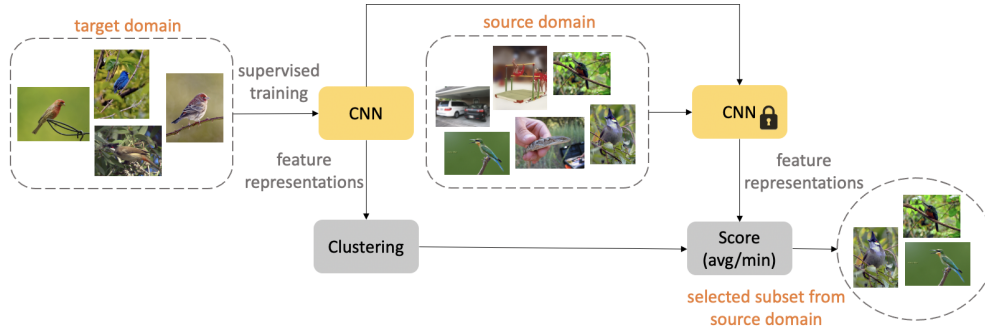 target domain
source domain
supervised
training
CNN
CNN
feature
representations
feature
representations
Clustering
Score
(avg/min)
selected subset from
source domain